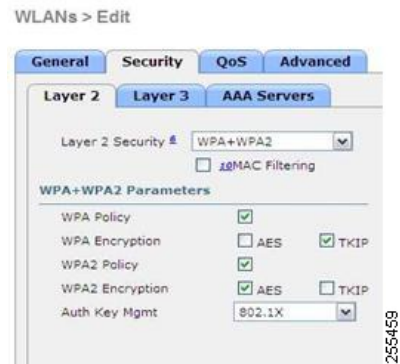 WLANs > Edit
General Security QoS Advanced
Layer 2 Layer 3 AAA Servers
Layer 2 Security 6 WPA+WPA2
10MAC Filtering
WPA+WPA2 Parameters
WPA Policy
WPA Encryption AES TKIP
WPA2 Policy
WPA2 Encryption AES TKIP
Auth Key Mgmt 802.1X
255459